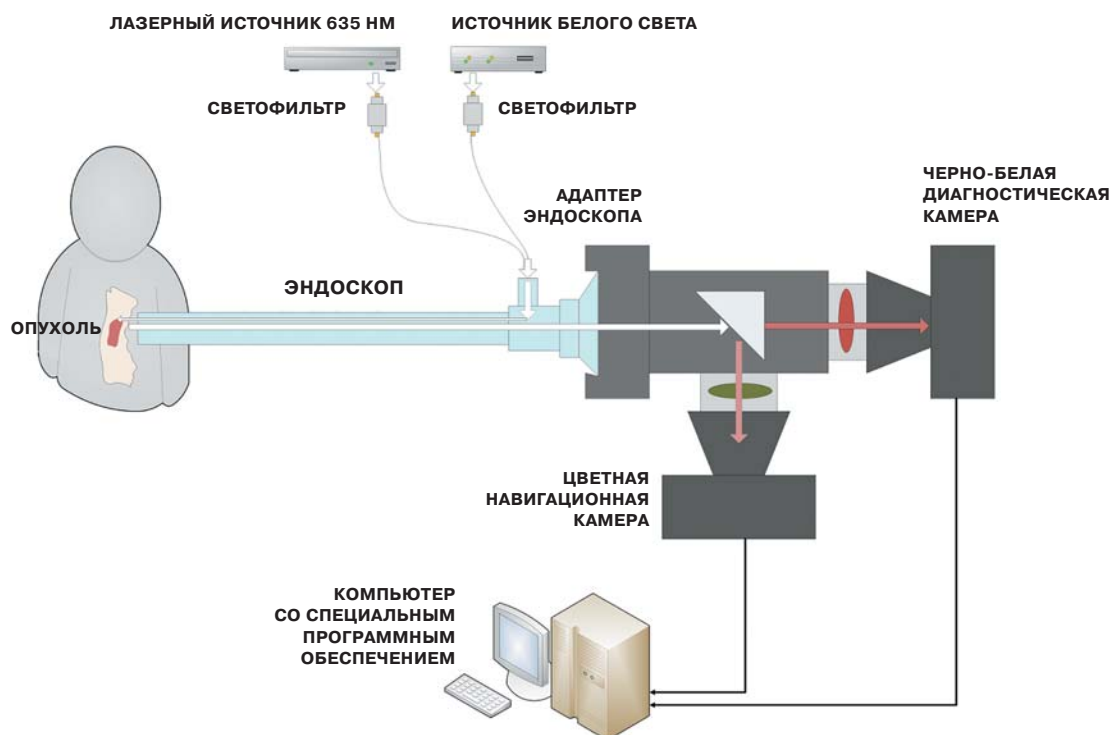 ЛАЗЕРНЫЙ ИСТОЧНИК 635 НМ
ИСТОЧНИК БЕЛОГО СВЕТА
СВЕТОФИЛЬТР
СВЕТОФИЛЬТР
АДАПТЕР
ЭНДОСКОПА
ЧЕРНО-БЕЛАЯ
ДИАГНОСТИЧЕСКАЯ
КАМЕРА
ЭНДОСКОП
ОПУХОЛЬ
ЦВЕТНАЯ
НАВИГАЦИОННАЯ
КАМЕРА
КОМПЬЮТЕР
СО СПЕЦИАЛЬНЫМ
ПРОГРАММНЫМ
ОБЕСПЕЧЕНИЕМ